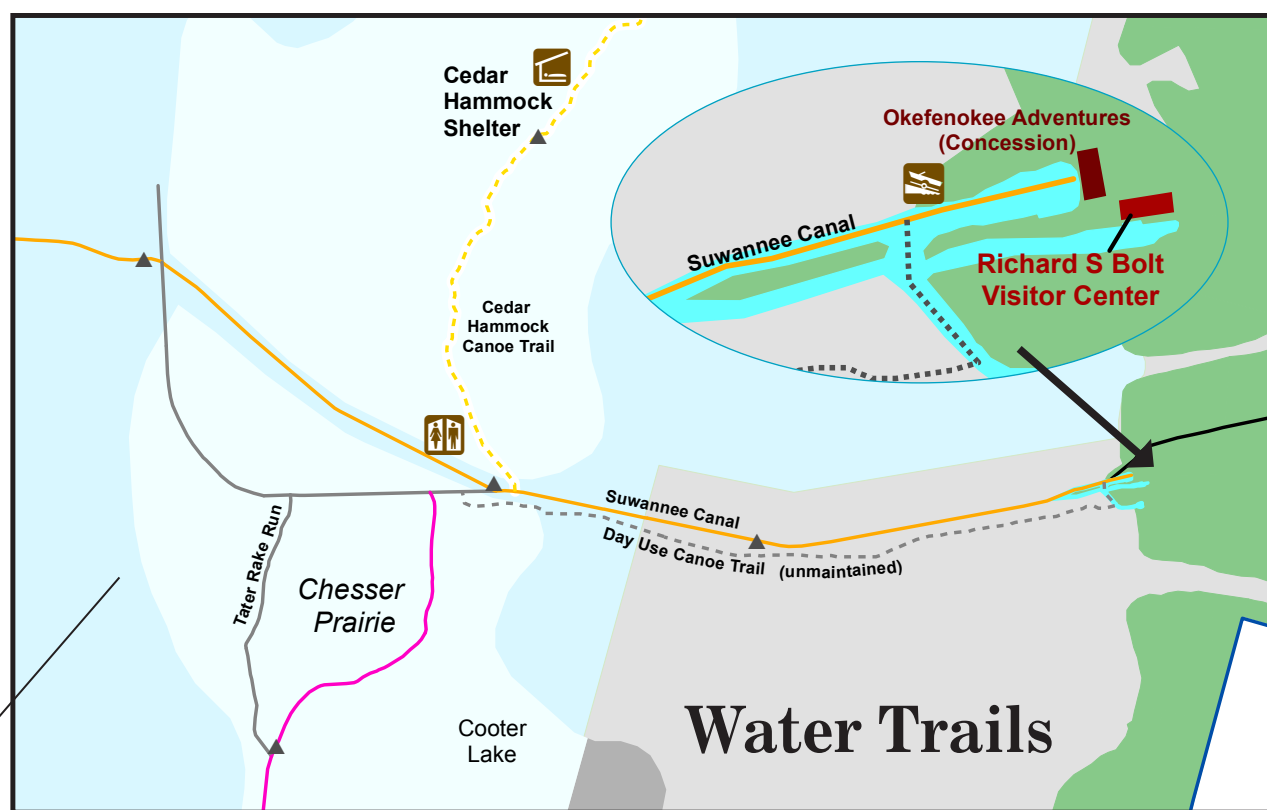 Cedar
Hammock
Shelter
Okefenokee Adventures
(Concession)
Suwannee Canal
Richard S Bolt
Visitor Center
Cedar
Hammock
Canoe Trail
Suwannee Canal
Day Use Canoe Trail (unmaintained)
Tater Rake Run
Chesser
Prairie
Cooter
Lake
Water Trails